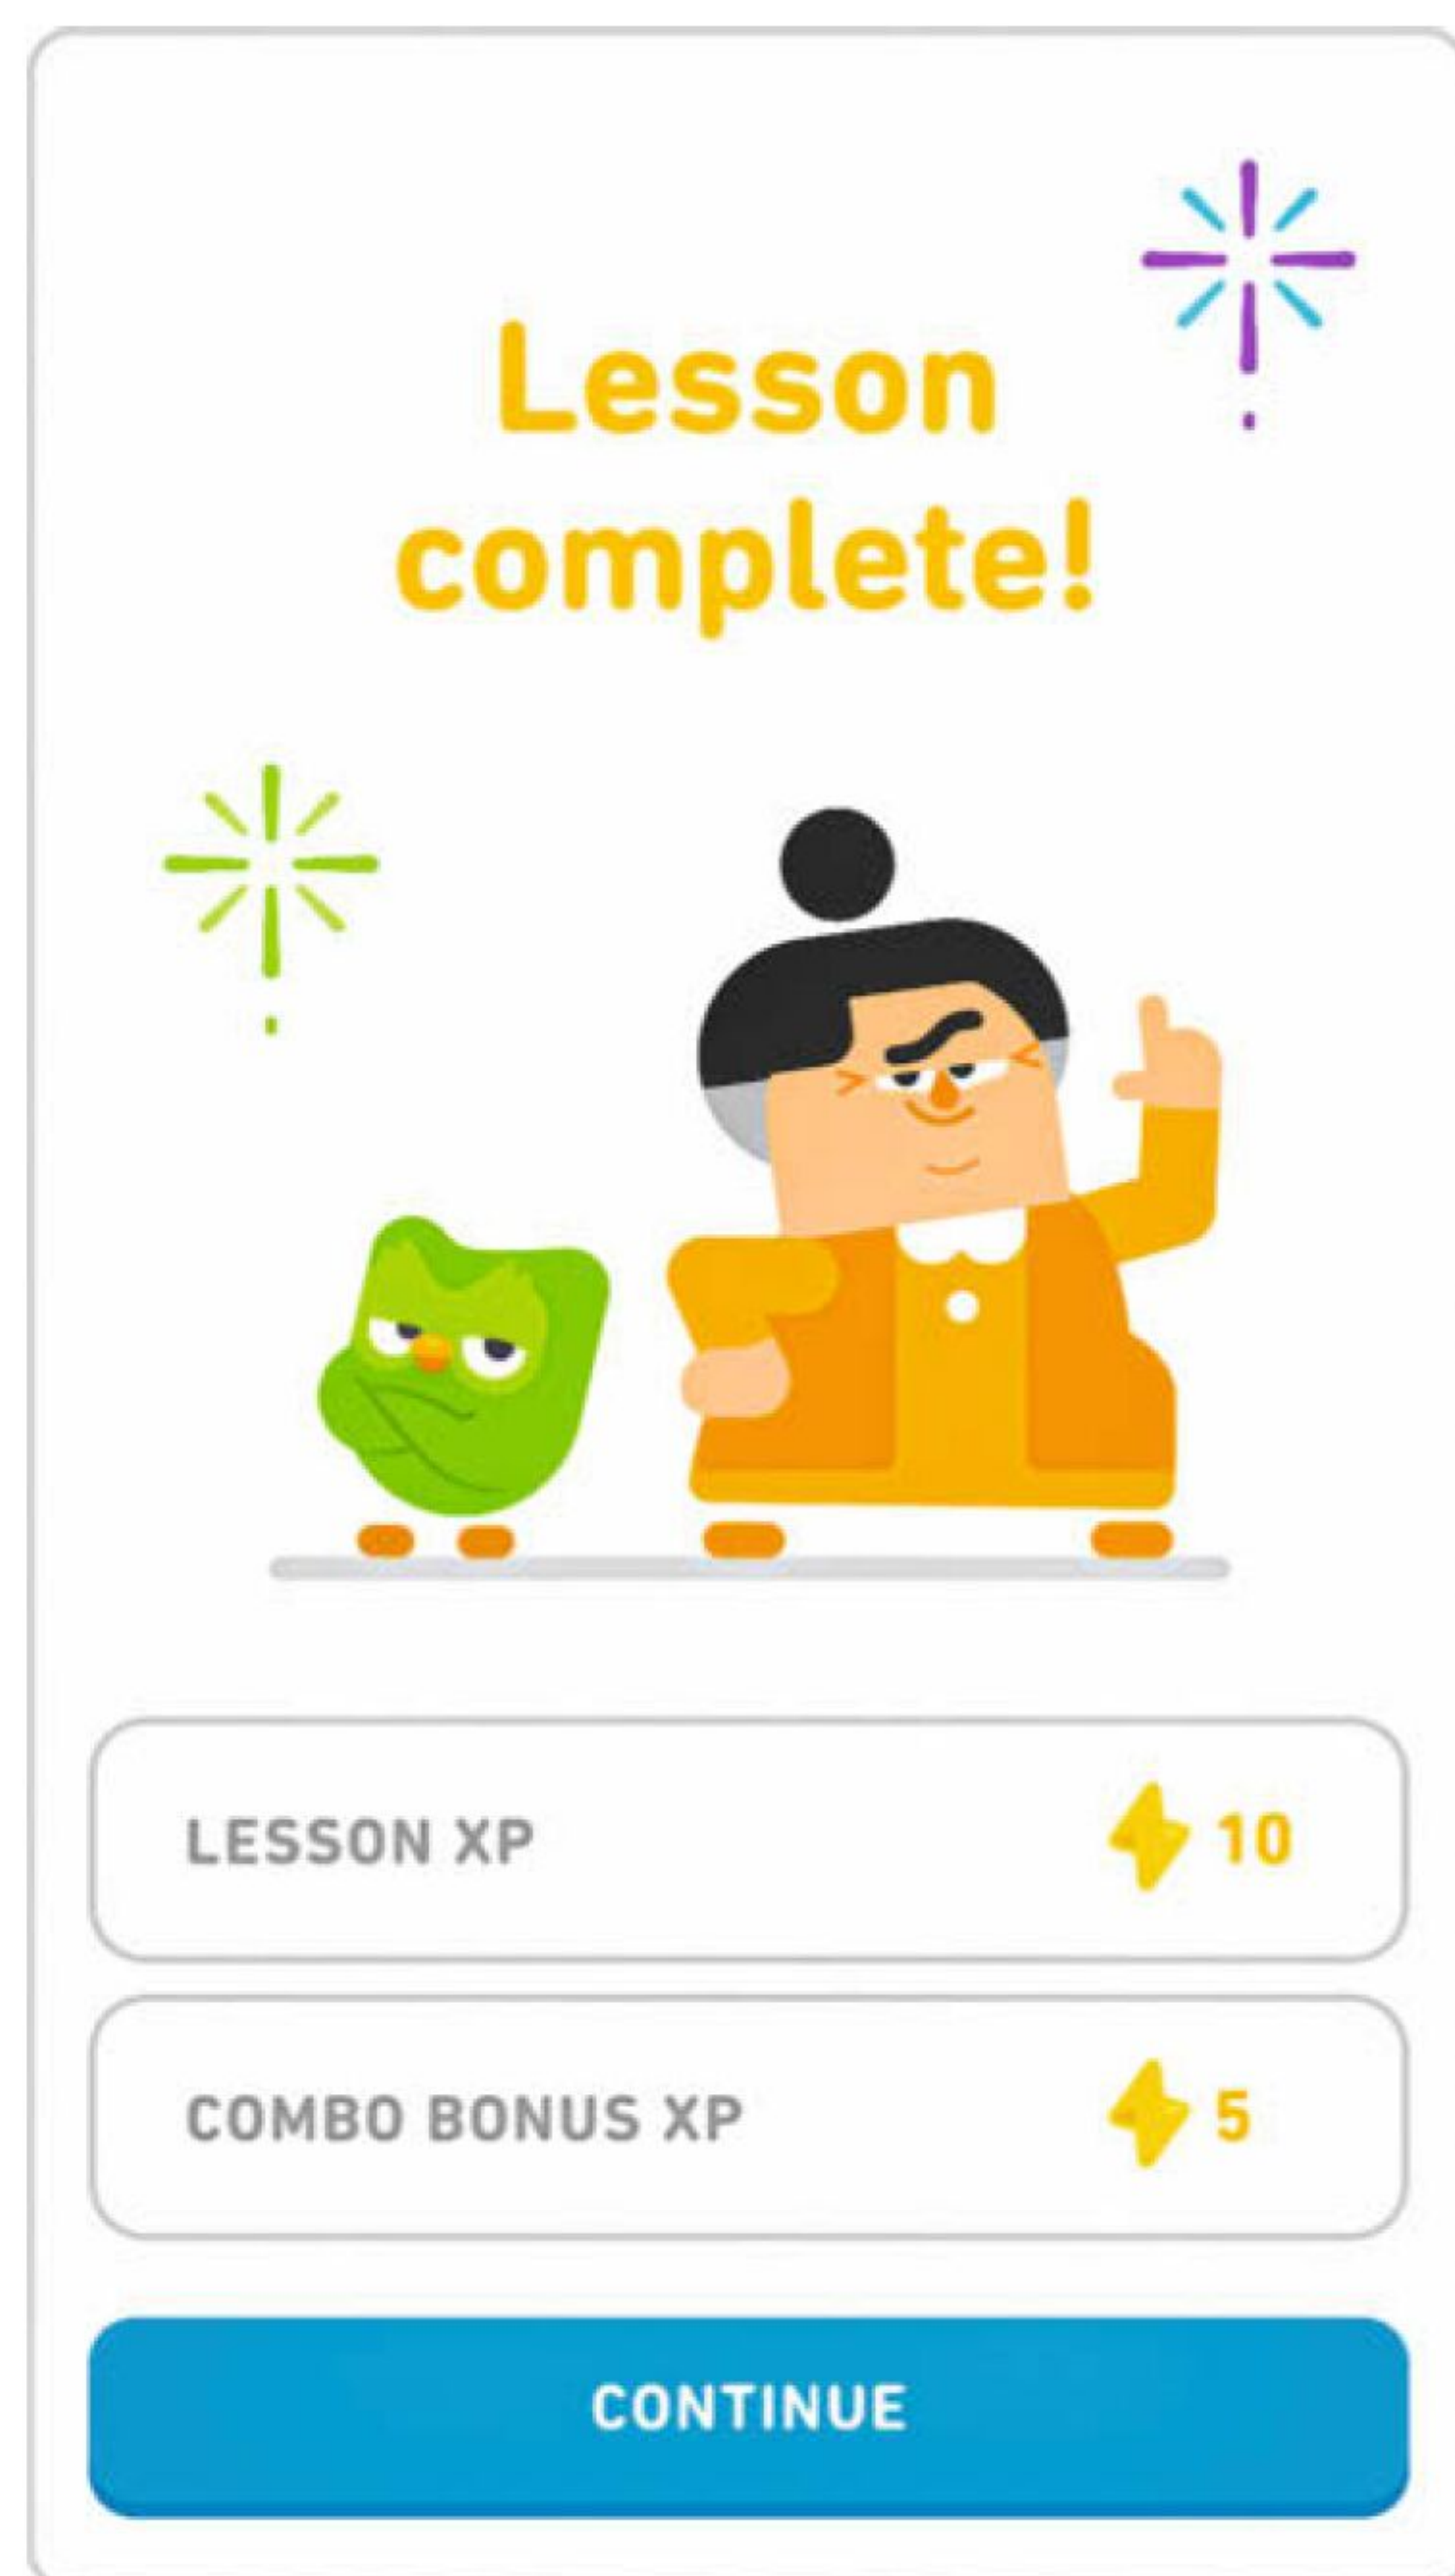 Lesson
complete!
LESSON XP 10
COMBO BONUS XP 5
CONTINUE